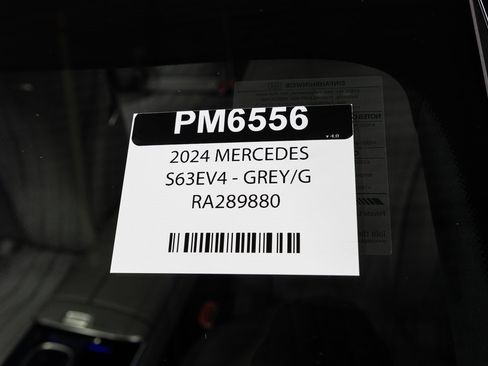 PM6556
v 4.0
2024 MERCEDES
S63EV4 - GREY/G
RA289880